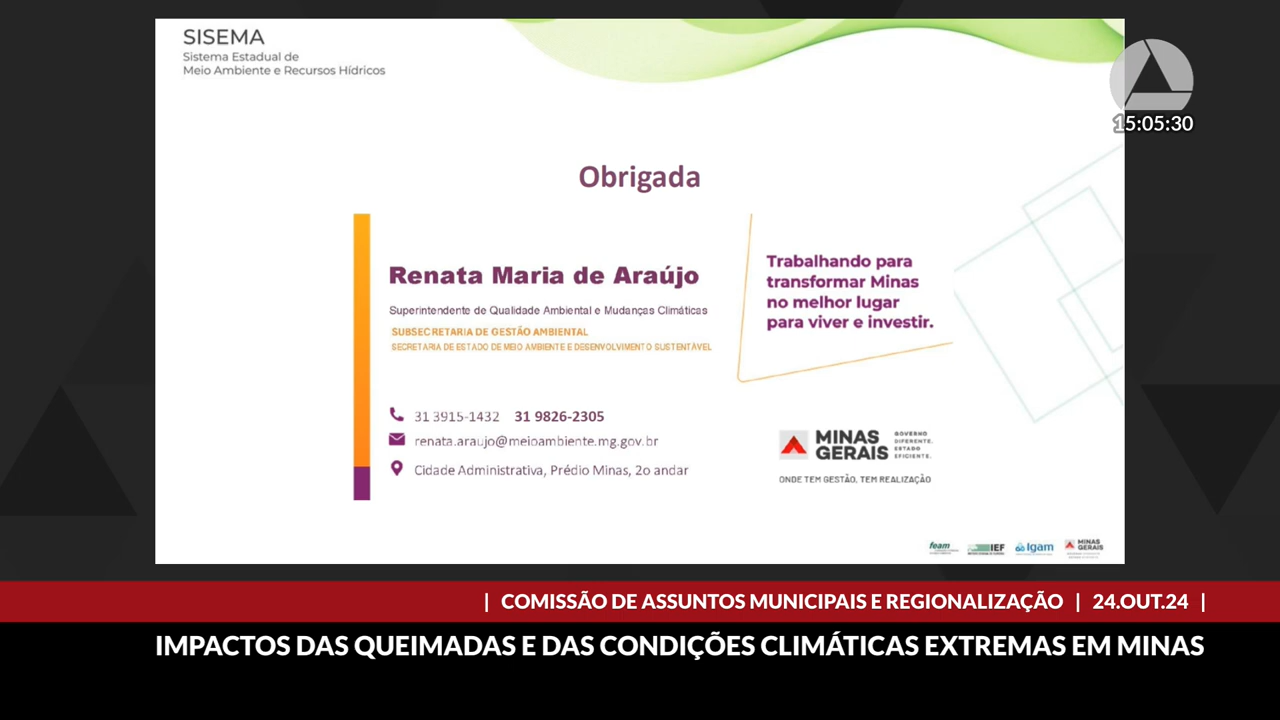 SISEMA
Sistema Estadual de
Meio Ambiente e Recursos Hídricos
15:05:30
Obrigada
Renata Maria de Araújo
Superintendente de Qualidade Ambiental e Mudanças Climáticas
SUBSECRETARIA DE GESTÃO AMBIENTAL
SECRETARIA DE ESTADO DE MEIO AMBIENTE E DESENVOLVIMENTO SUSTENTÁVEL
Trabalhando para
transformar Minas
no melhor lugar
para viver e investir.
31 3915-1432 31 9826-2305
renata.araujo@meioambiente.mg.gov.br
Cidade Administrativa, Prédio Minas, 2o andar
MINAS
GERAIS
GOVERNO
DIFERENTE.
ESTADO
EFICIENTE.
ONDE TEM GESTÃO, TEM REALIZAÇÃO
feam
IEF
Igam
MINAS
GERAIS
| COMISSÃO DE ASSUNTOS MUNICIPAIS E REGIONALIZAÇÃO | 24.OUT.24 |
IMPACTOS DAS QUEIMADAS E DAS CONDIÇÕES CLIMÁTICAS EXTREMAS EM MINAS